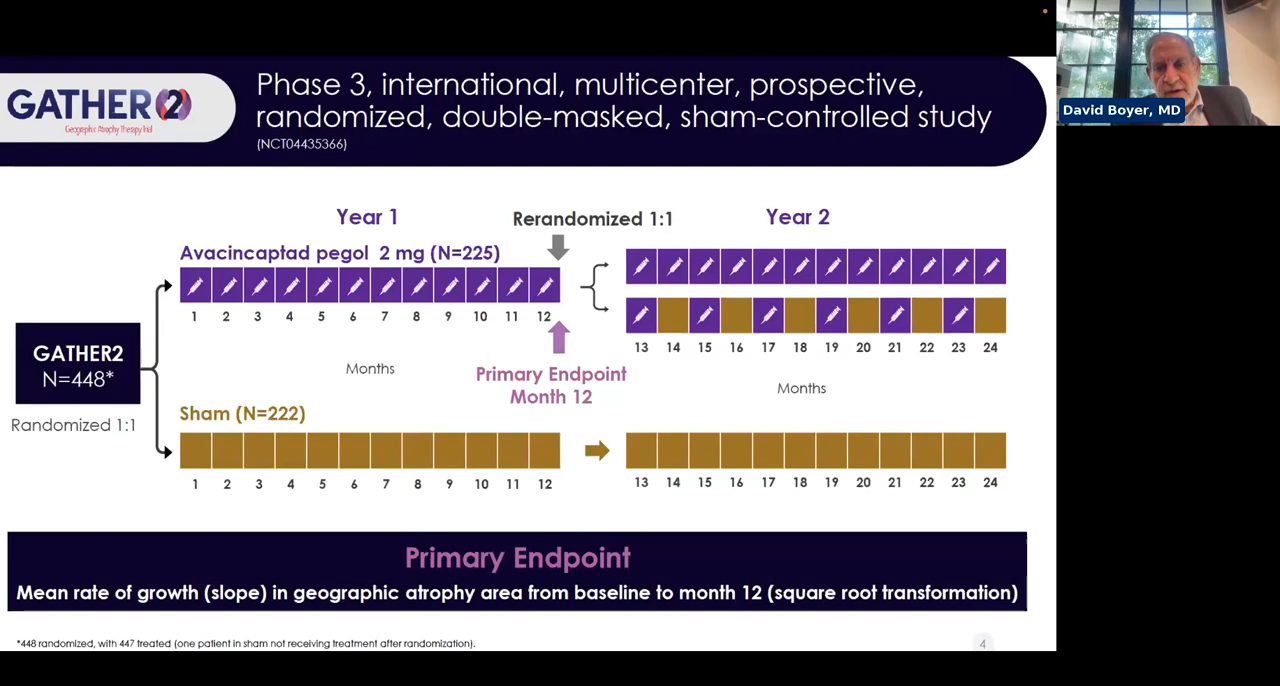 GATHER 2
Geographic Atrophy Therapy Trial
Phase 3, international, multicenter, prospective,
randomized, double-masked, sham-controlled study
(NCT04435366)
David Boyer, MD
Year 1
Rerandomized 1:1
Year 2
Avacincaptad pegol 2 mg (N=225)
1 2 3 4 5 6 7 8 9 10 11 12
13 14 15 16 17 18 19 20 21 22 23 24
GATHER2
N=448*
Randomized 1:1
Months
Primary Endpoint
Month 12
Months
Sham (N=222)
1 2 3 4 5 6 7 8 9 10 11 12
13 14 15 16 17 18 19 20 21 22 23 24
Primary Endpoint
Mean rate of growth (slope) in geographic atrophy area from baseline to month 12 (square root transformation)
*448 randomized, with 447 treated (one patient in sham not receiving treatment after randomization).
4